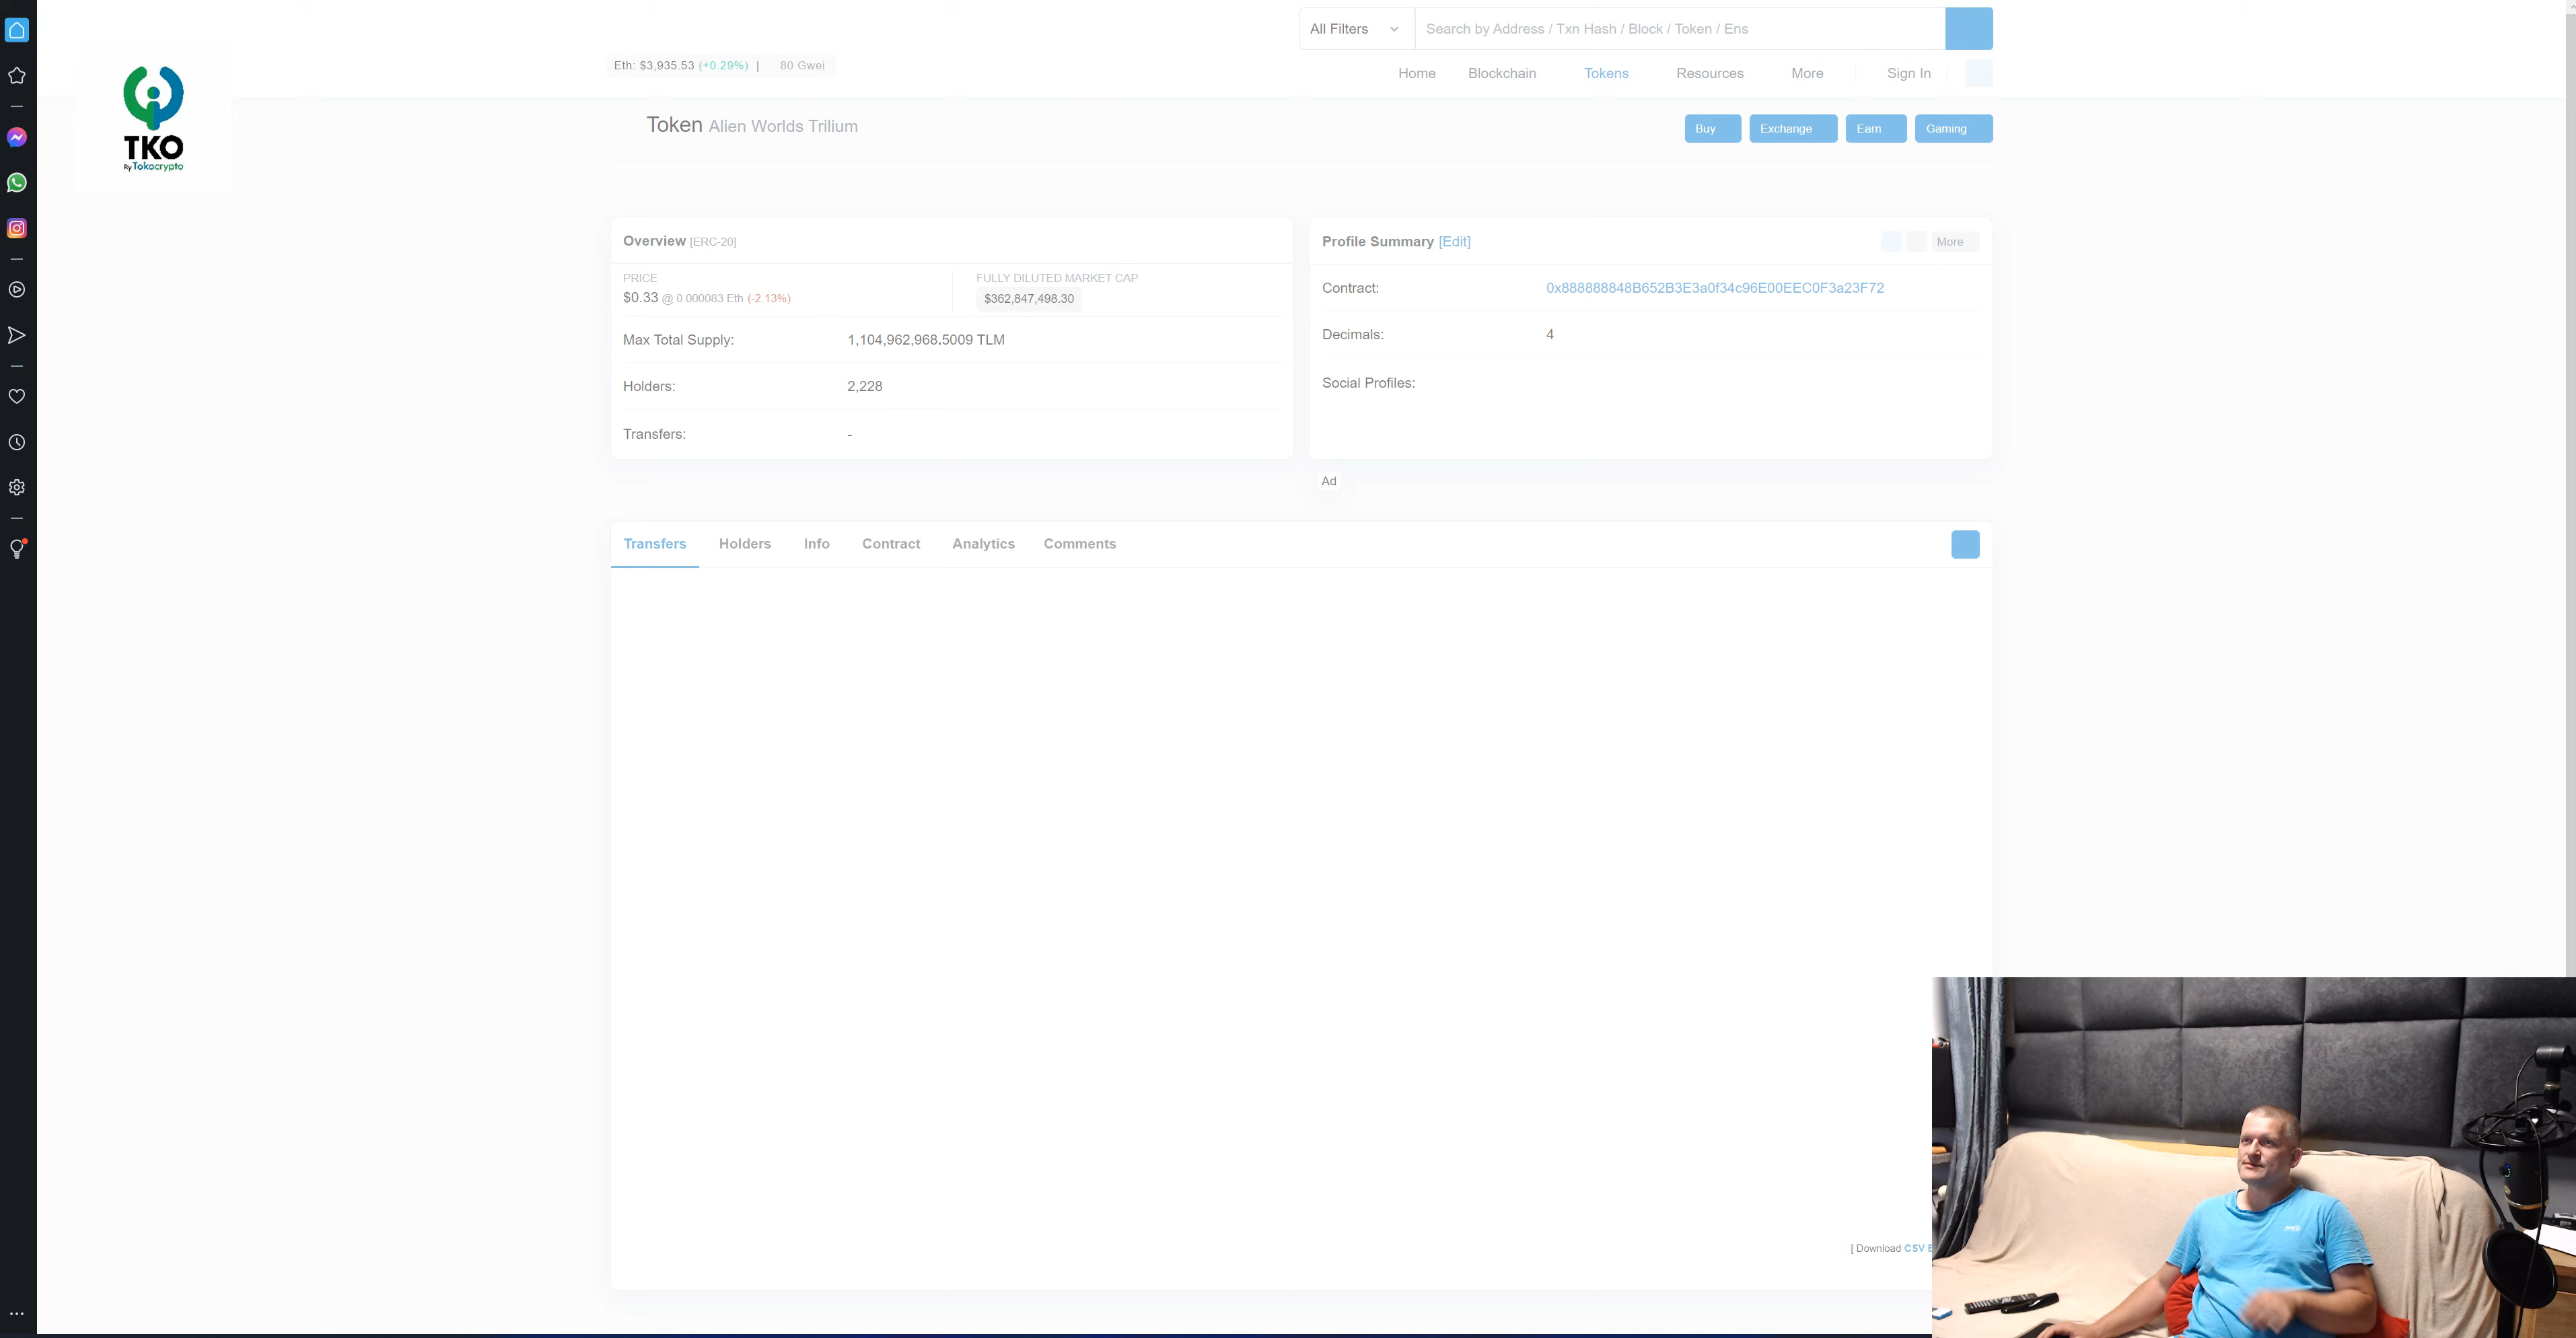 All Filters
Search by Address / Txn Hash / Block / Token / Ens
Eth: $3,935.53 (+0.29%) | 80 Gwei
Home Blockchain Tokens Resources More Sign In
TKO
By Tokocrypto
Token Alien Worlds Trilium
Buy Exchange Earn Gaming
Overview [ERC-20]
PRICE
$0.33 @ 0.000083 Eth (-2.13%)
FULLY DILUTED MARKET CAP
$362,847,498.30
Max Total Supply: 1,104,962,968.5009 TLM
Holders: 2,228
Transfers: -
Profile Summary [Edit] More
Contract: 0x888888848B652B3E3a0f34c96E00EEC0F3a23F72
Decimals: 4
Social Profiles:
Ad
Transfers Holders Info Contract Analytics Comments
[ Download CSV E